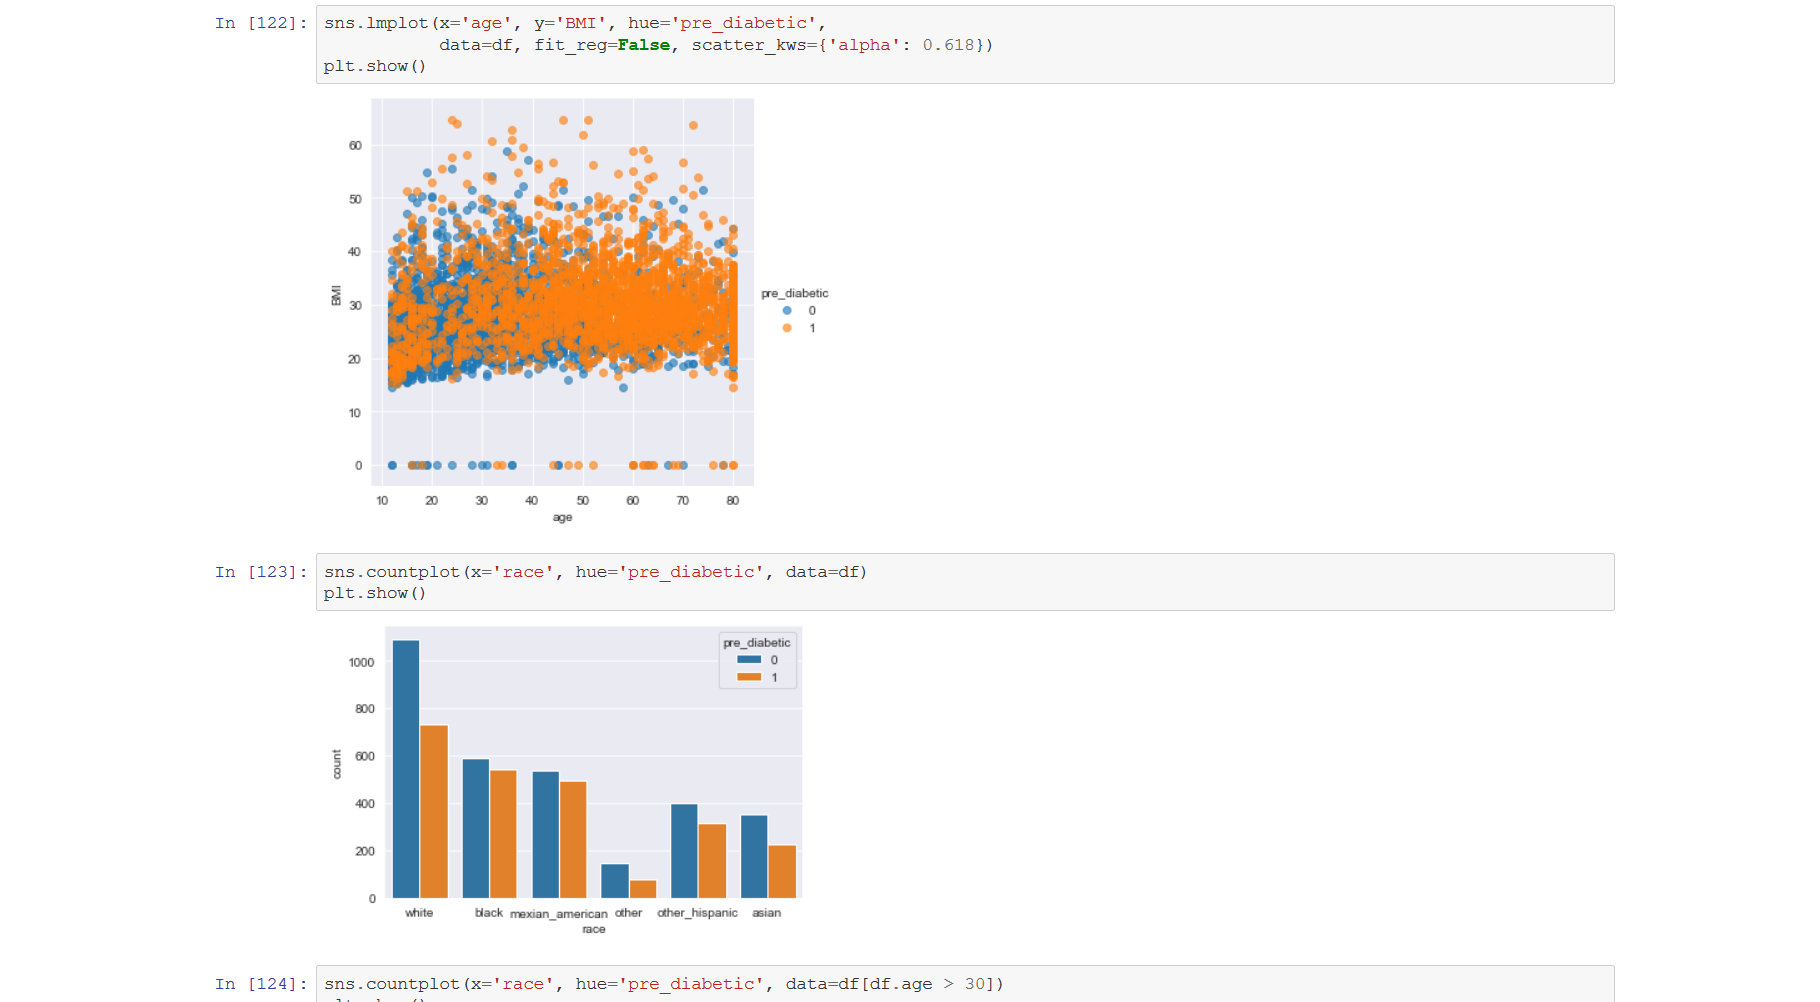 In [122]:
sns.lmplot(x='age', y='BMI', hue='pre_diabetic',
data=df, fit_reg=False, scatter_kws={'alpha': 0.618})
plt.show()
60
50
40
30
20
10
0
BMI
10 20 30 40 50 60 70 80
age
pre_diabetic
0
1
In [123]:
sns.countplot(x='race', hue='pre_diabetic', data=df)
plt.show()
pre_diabetic
0
1
1000
800
600
400
200
0
count
white black mexian_american other other_hispanic asian
race
In [124]:
sns.countplot(x='race', hue='pre_diabetic', data=df[df.age > 30])